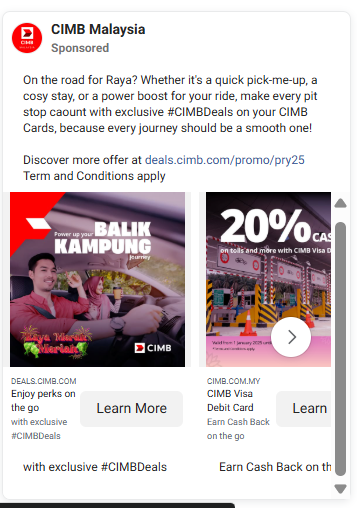 CIMB Malaysia
Sponsored
CIMB
On the road for Raya? Whether it's a quick pick-me-up, a
cosy stay, or a power boost for your ride, make every pit
stop caount with exclusive #CIMBDeals on your CIMB
Cards, because every journey should be a smooth one!
Discover more offer at deals.cimb.com/promo/pry25
Term and Conditions apply
Power up your BALIK
KAMPUNG
journey
Raya Meriah
CIMB
20% CAS
on tolls and more with CIMB Visa D
Valid from 1 January 2025 until
DEALS.CIMB.COM
Enjoy perks on
the go
with exclusive
#CIMBDeals
Learn More
CIMB.COM.MY
CIMB Visa
Debit Card
Earn Cash Back
on the go
Learn
with exclusive #CIMBDeals
Earn Cash Back on th